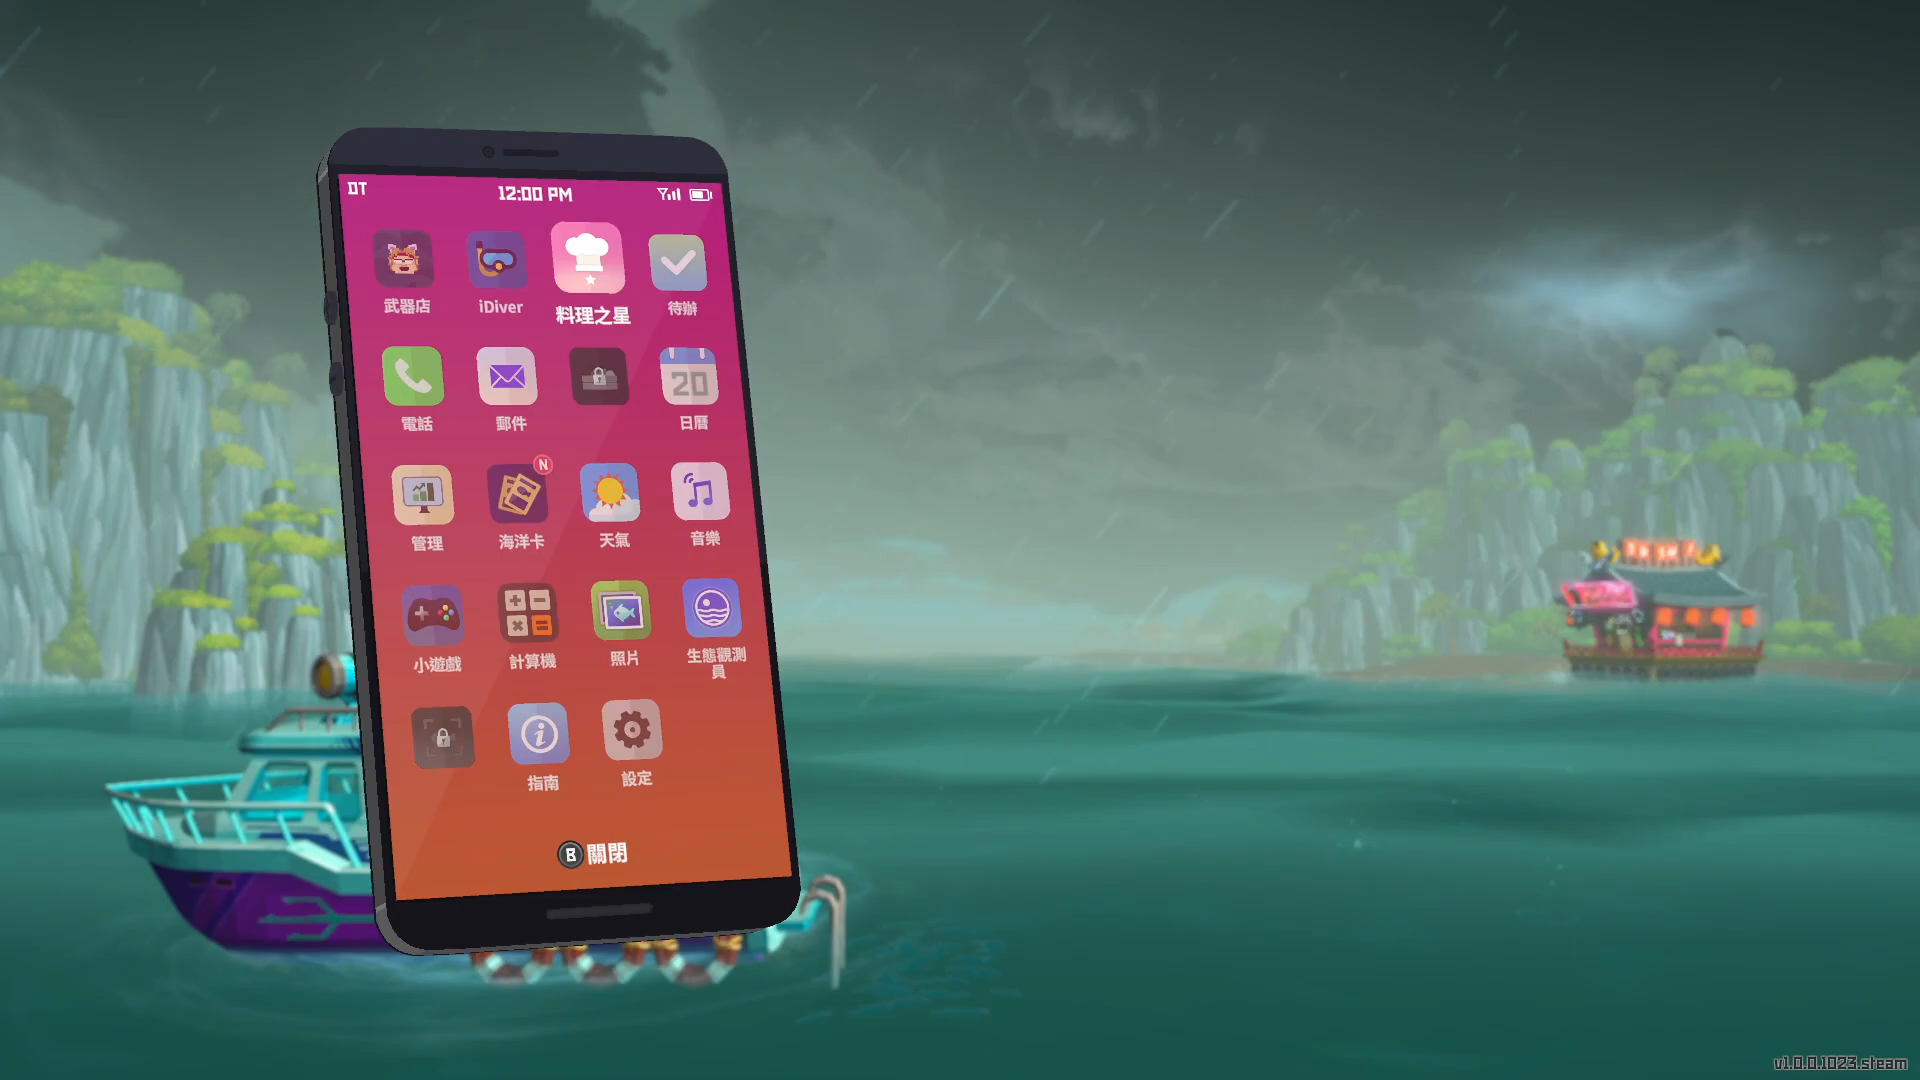 DT
12:00 PM
武器店
iDiver
料理之星
待辦
電話
郵件
20
日曆
N
管理
海洋卡
天氣
音樂
小遊戲
計算機
照片
生態觀測
員
指南
設定
B 關閉
v1.0.0.1023.steam